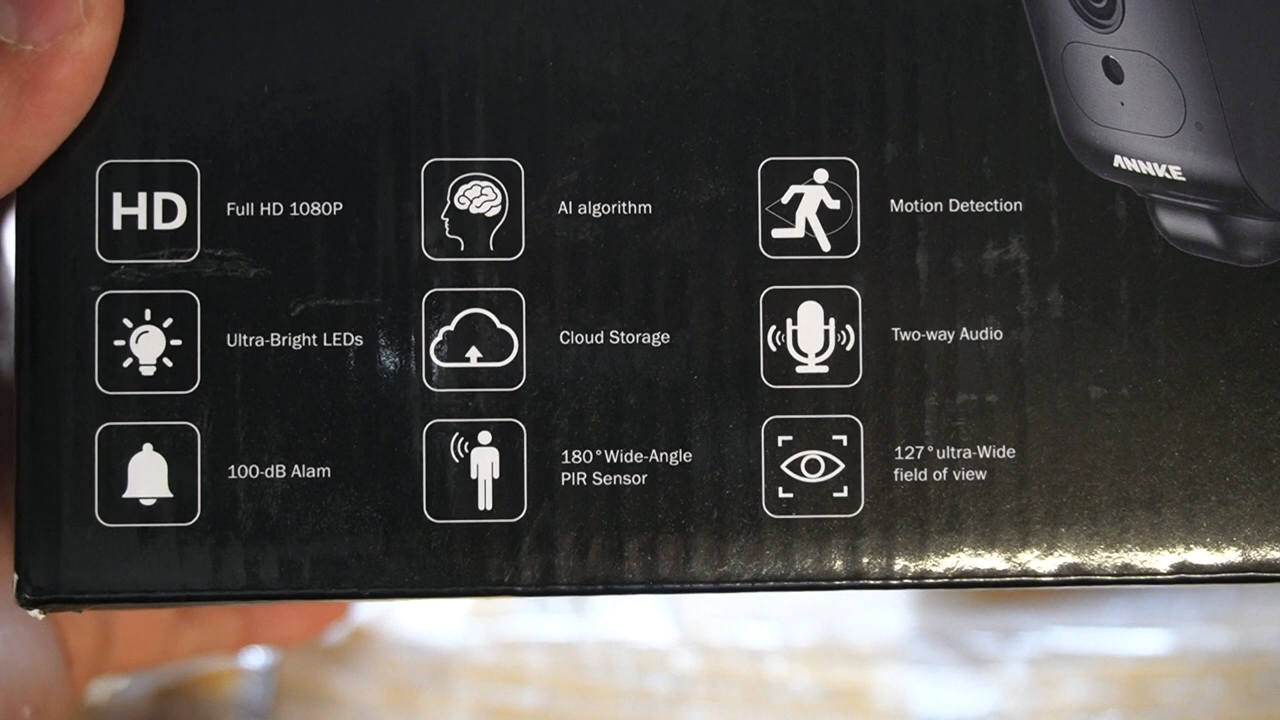 ANNKE
HD
Full HD 1080P
AI algorithm
Motion Detection
Ultra-Bright LEDs
Cloud Storage
Two-way Audio
100-dB Alam
180°Wide-Angle
PIR Sensor
127°ultra-Wide
field of view